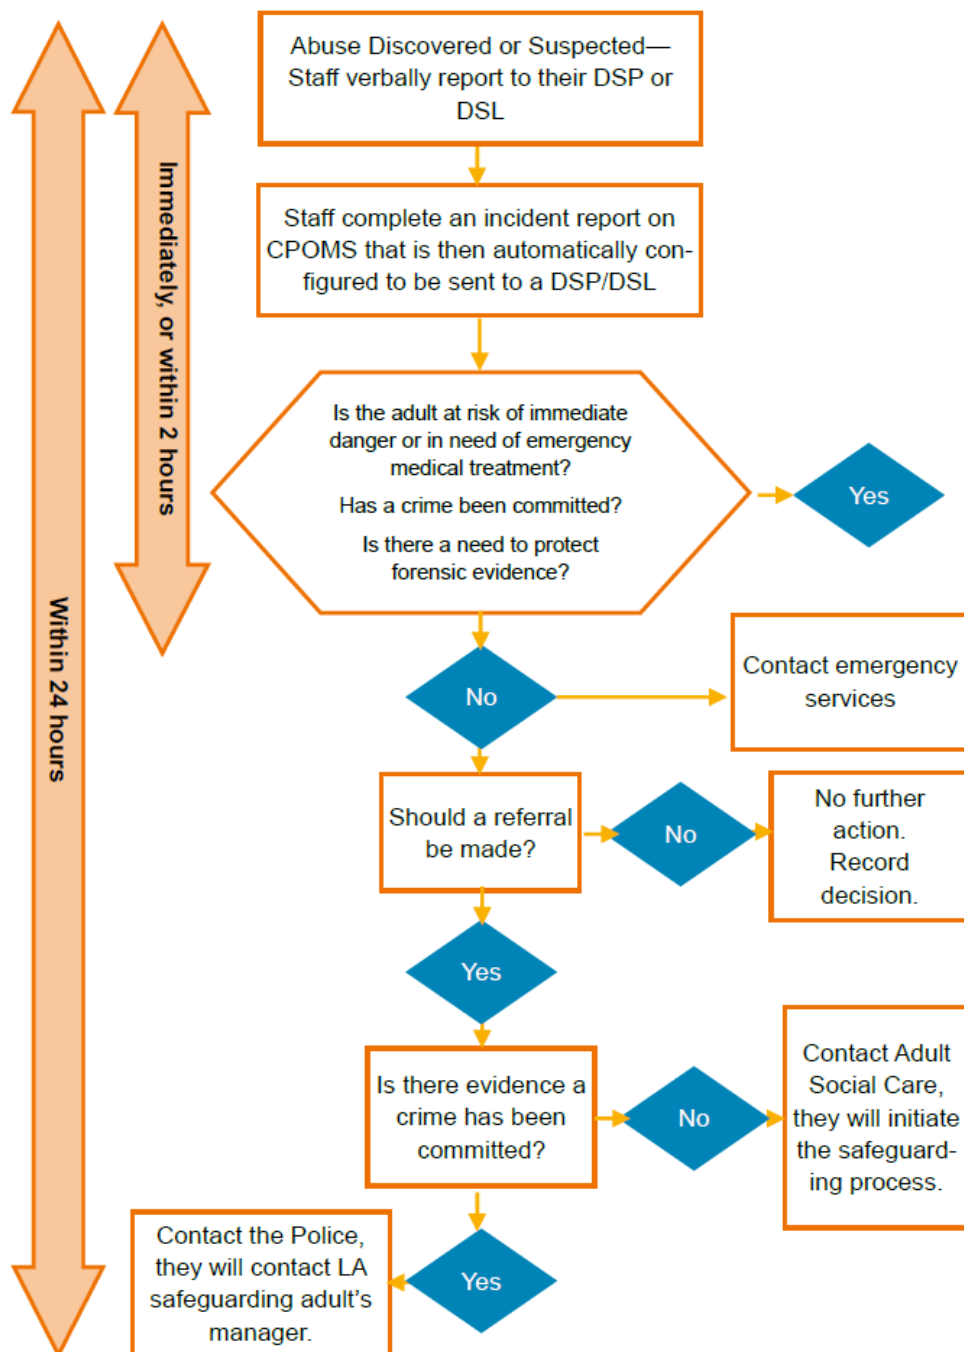 Abuse Discovered or Suspected—
Staff verbally report to their DSP or
DSL
Immediately, or within 2 hours
Within 24 hours
Staff complete an incident report on
CPOMS that is then automatically con-
figured to be sent to a DSP/DSL
Is the adult at risk of immediate
danger or in need of emergency
medical treatment?
Has a crime been committed?
Is there a need to protect
forensic evidence?
Yes
No
Contact emergency
services
Should a referral
be made?
No
No further
action.
Record
decision.
Yes
Is there evidence a
crime has been
committed?
No
Contact Adult
Social Care,
they will initiate
the safeguard-
ing process.
Yes
Contact the Police,
they will contact LA
safeguarding adult's
manager.